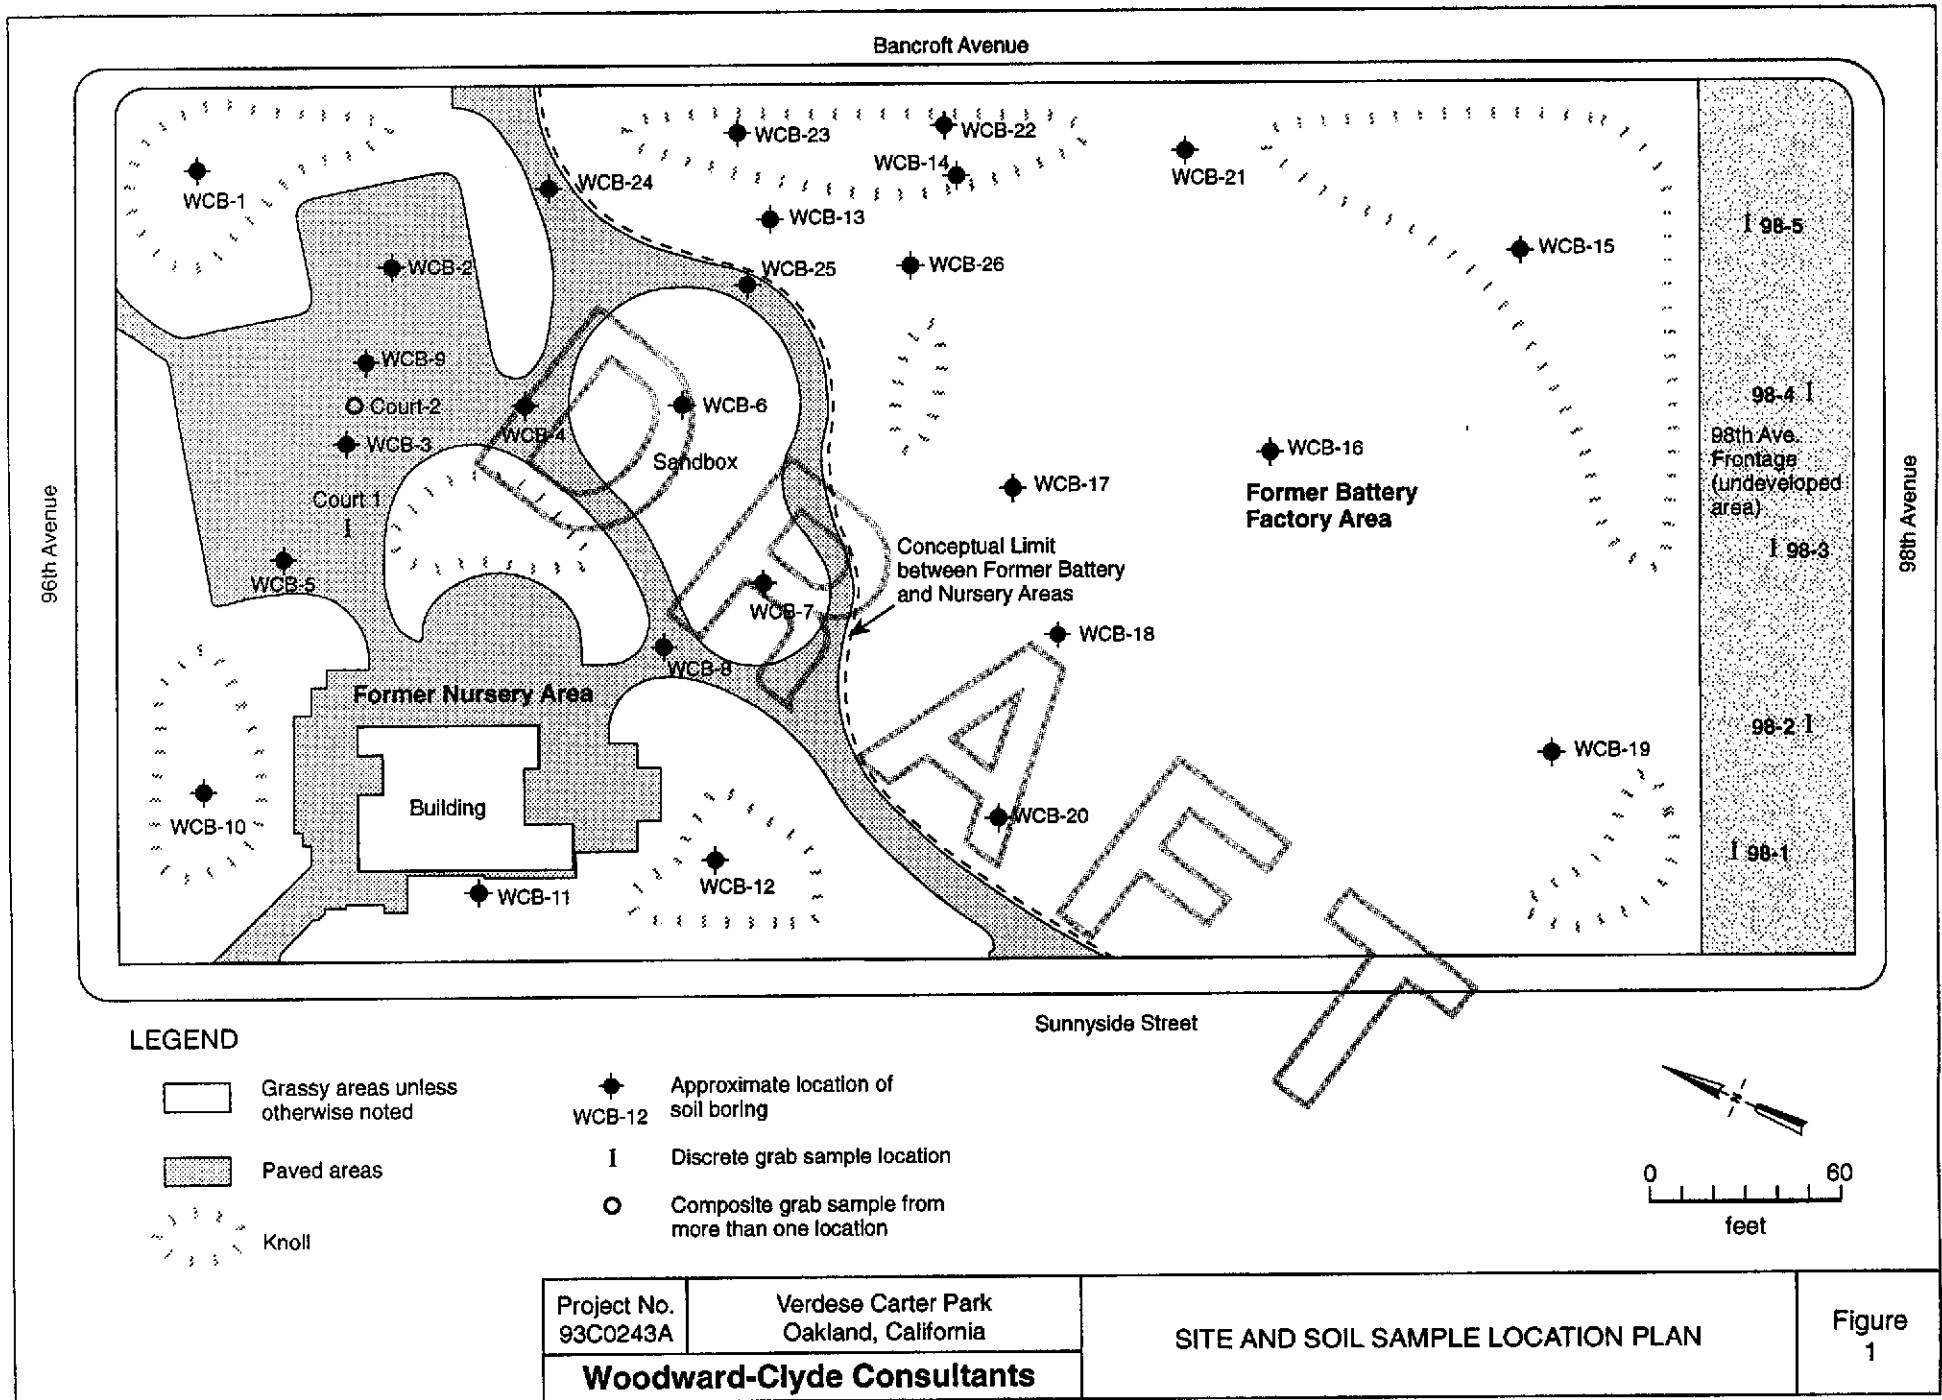 Bancroft Avenue
WCB-23
WCB-22
WCB-14
WCB-21
WCB-1
WCB-24
WCB-13
98-5
WCB-15
WCB-2
WCB-25
WCB-26
WCB-9
Court-2
WCB-4
WCB-6
98-4
WCB-3
Sandbox
WCB-16
98th Ave.
Frontage
(undeveloped
area)
WCB-17
Former Battery
Factory Area
Court 1
96th Avenue
98th Avenue
98-3
Conceptual Limit
between Former Battery
and Nursery Areas
WCB-5
WCB-7
WCB-18
WCB-8
Former Nursery Area
98-2
WCB-19
Building
WCB-10
WCB-20
98-1
WCB-12
WCB-11
DRAFT
Sunnyside Street
LEGEND
Grassy areas unless
otherwise noted
Paved areas
Knoll
WCB-12
Approximate location of
soil boring
I
Discrete grab sample location
Composite grab sample from
more than one location
N
0 60
feet
Project No.
93C0243A
Verdese Carter Park
Oakland, California
Woodward-Clyde Consultants
SITE AND SOIL SAMPLE LOCATION PLAN
Figure
1